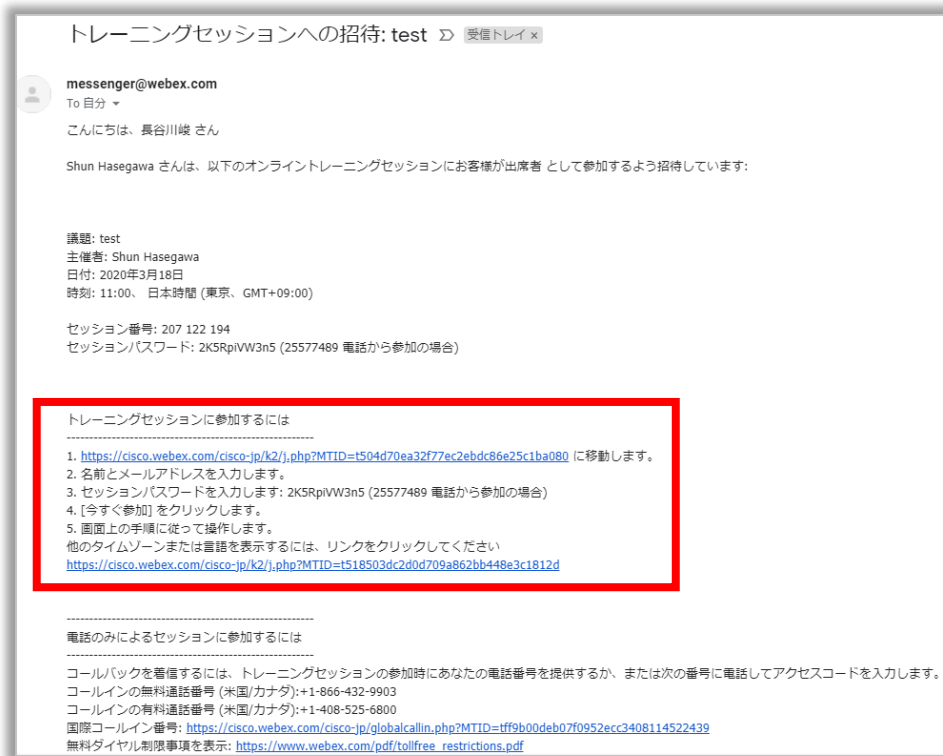 トレーニングセッションへの招待: test 受信トレイ ×
messenger@webex.com
To 自分
こんにちは、長谷川峻 さん
Shun Hasegawa さんは、以下のオンライントレーニングセッションにお客様が出席者 として参加するよう招待しています:
議題: test
主催者: Shun Hasegawa
日付: 2020年3月18日
時刻: 11:00、 日本時間 (東京、GMT+09:00)
セッション番号: 207 122 194
セッションパスワード: 2K5RpiVW3n5 (25577489 電話から参加の場合)
トレーニングセッションに参加するには
-------------------------------------------------------
1. https://cisco.webex.com/cisco-jp/k2/j.php?MTID=t504d70ea32f77ec2ebdc86e25c1ba080 に移動します。
2. 名前とメールアドレスを入力します。
3. セッションパスワードを入力します: 2K5RpiVW3n5 (25577489 電話から参加の場合)
4. [今すぐ参加] をクリックします。
5. 画面上の手順に従って操作します。
他のタイムゾーンまたは言語を表示するには、リンクをクリックしてください
https://cisco.webex.com/cisco-jp/k2/j.php?MTID=t518503dc2d0d709a862bb448e3c1812d
-------------------------------------------------------
電話のみによるセッションに参加するには
-------------------------------------------------------
コールバックを着信するには、トレーニングセッションの参加時にあなたの電話番号を提供するか、または次の番号に電話してアクセスコードを入力します。
コールインの無料通話番号 (米国/カナダ):+1-866-432-9903
コールインの有料通話番号 (米国/カナダ):+1-408-525-6800
国際コールイン番号: https://cisco.webex.com/cisco-jp/globalcallin.php?MTID=tff9b00deb07f0952ecc3408114522439
無料ダイヤル制限事項を表示: https://www.webex.com/pdf/tollfree_restrictions.pdf